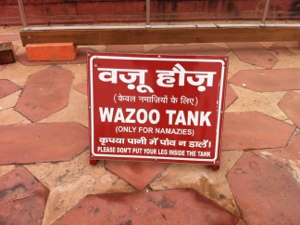 वज़ू हौज़
(केवल नमाज़ियों के लिए)
WAZOO TANK
(ONLY FOR NAMAZIES)
कृपया पानी में पाँव न डालें।
PLEASE DON'T PUT YOUR LEG INSIDE THE TANK